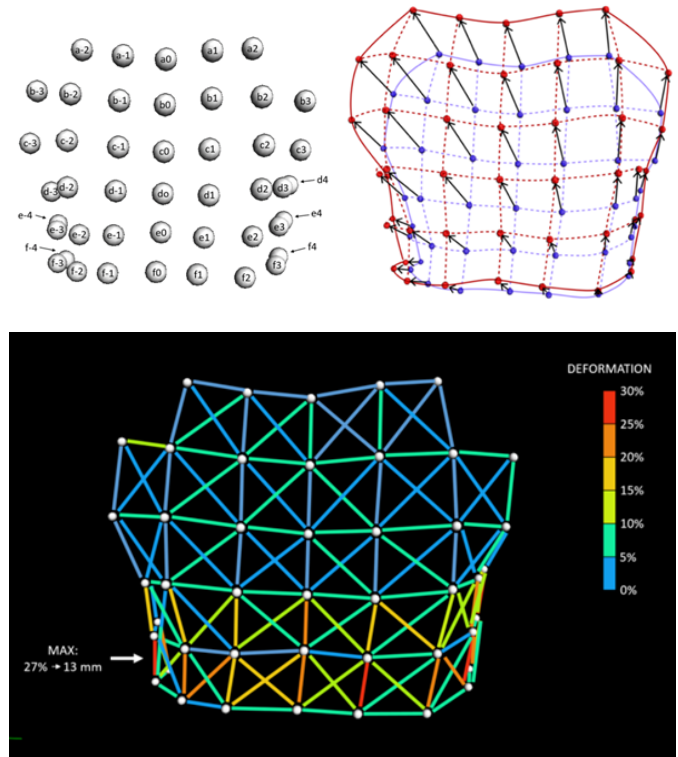 a-2 a-1 a0 a1 a2
b-3 b-2 b-1 b0 b1 b2 b3
c-3 c-2 c-1 c0 c1 c2 c3
d-3 d-2 d-1 do d1 d2 d3 d4
e-4 e-3 e-2 e-1 e0 e1 e2 e3 e4
f-4 f-3 f-2 f-1 f0 f1 f2 f3 f4
DEFORMATION
30%
25%
20%
15%
10%
5%
0%
MAX:
27% → 13 mm